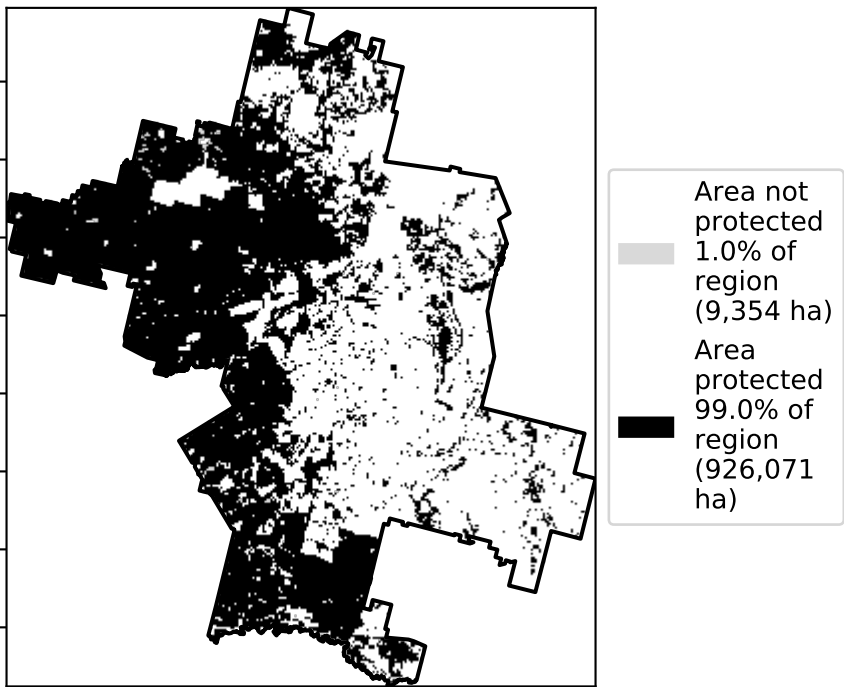 Area not
protected
1.0% of
region
(9,354 ha)
Area
protected
99.0% of
region
(926,071
ha)